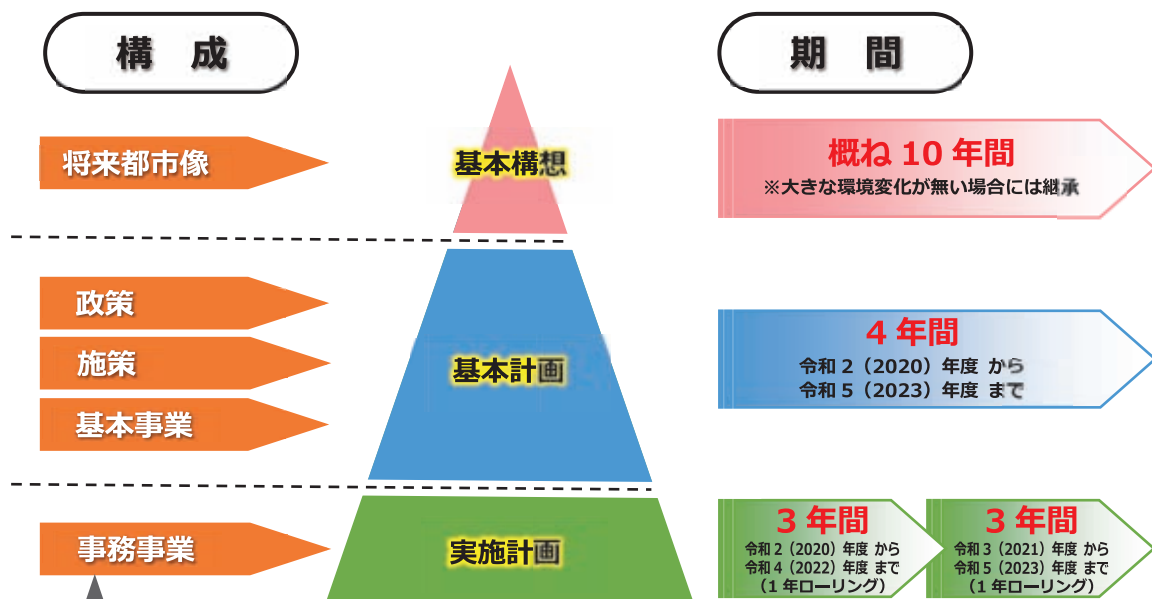 構 成
期 間
将来都市像
基本構想
概ね 10 年間
※大きな環境変化が無い場合には継承
政策
施策
基本事業
基本計画
4 年間
令和 2（2020）年度 から
令和 5（2023）年度 まで
事務事業
実施計画
3 年間
令和 2（2020）年度 から
令和 4（2022）年度 まで
（1 年ローリング）
3 年間
令和 3（2021）年度 から
令和 5（2023）年度 まで
（1 年ローリング）